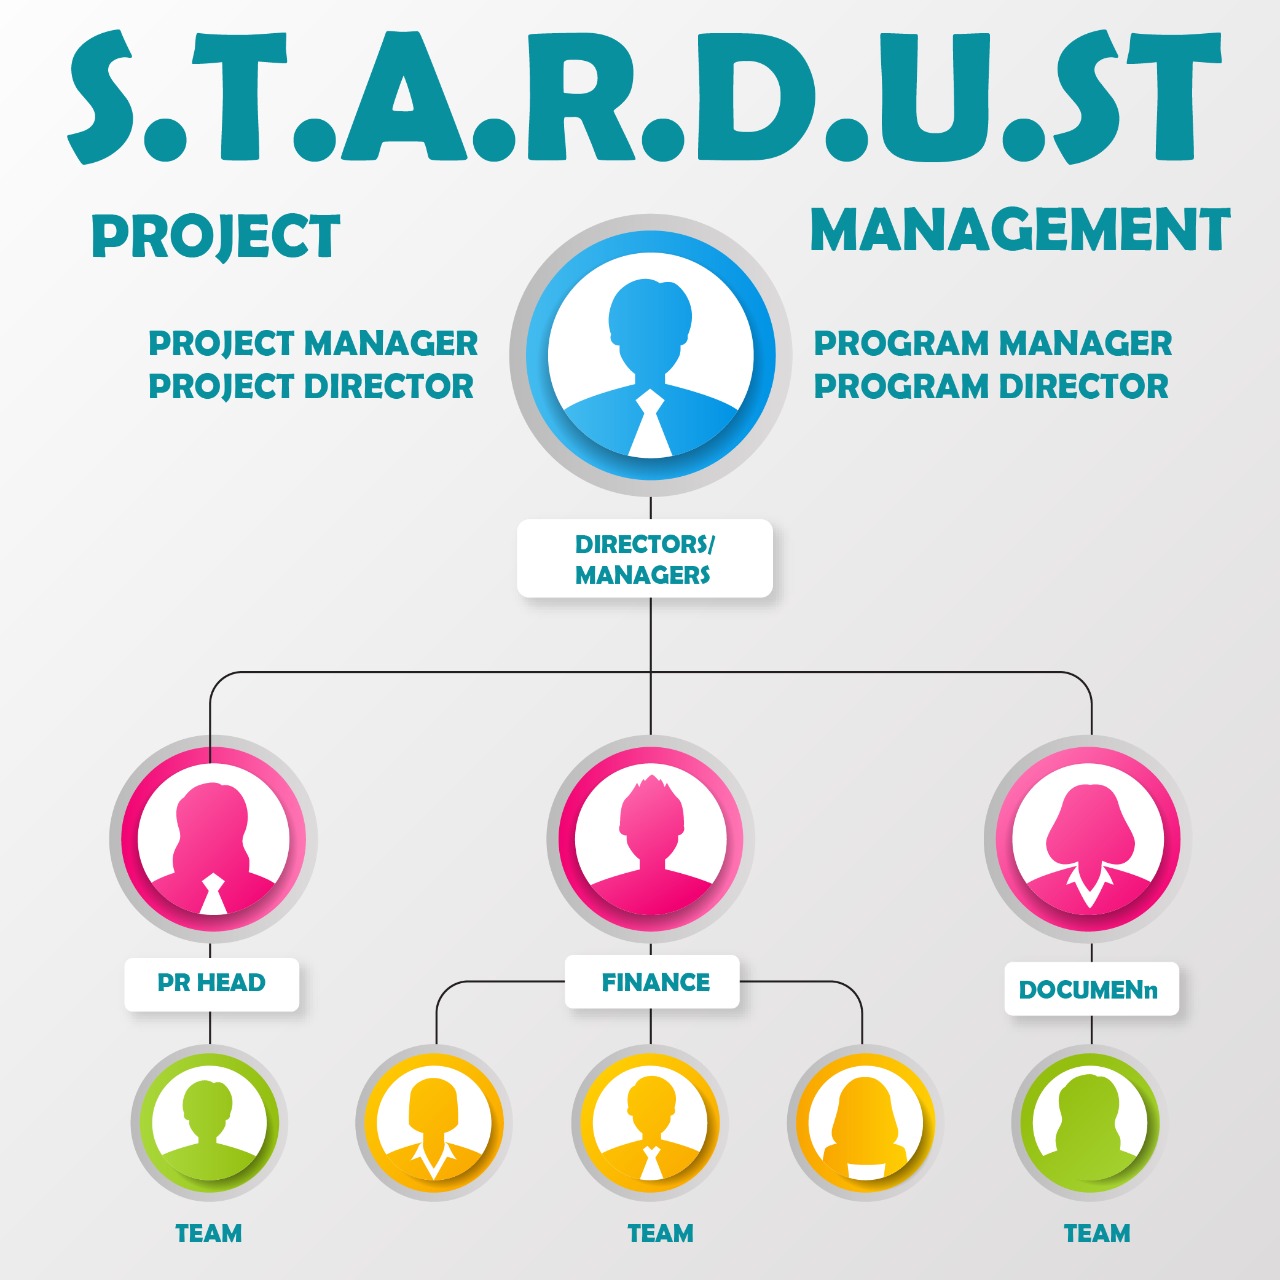 S.T.A.R.D.U.ST
PROJECT
MANAGEMENT
PROJECT MANAGER
PROJECT DIRECTOR
PROGRAM MANAGER
PROGRAM DIRECTOR
DIRECTORS/
MANAGERS
PR HEAD
FINANCE
DOCUMENn
TEAM
TEAM
TEAM